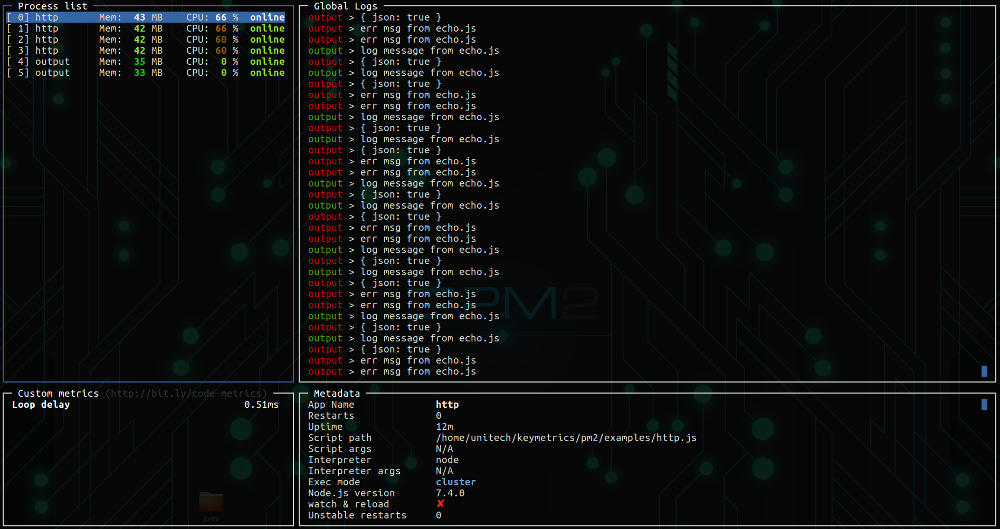 Process list
[ 0] http Mem: 43 MB CPU: 66 % online
[ 1] http Mem: 42 MB CPU: 66 % online
[ 2] http Mem: 42 MB CPU: 60 % online
[ 3] http Mem: 42 MB CPU: 60 % online
[ 4] output Mem: 35 MB CPU: 0 % online
[ 5] output Mem: 33 MB CPU: 0 % online
Global Logs
output > { json: true }
output > err msg from echo.js
output > err msg from echo.js
output > log message from echo.js
output > { json: true }
output > log message from echo.js
output > { json: true }
output > err msg from echo.js
output > err msg from echo.js
output > log message from echo.js
output > { json: true }
output > log message from echo.js
output > { json: true }
output > err msg from echo.js
output > err msg from echo.js
output > log message from echo.js
output > { json: true }
output > log message from echo.js
output > { json: true }
output > err msg from echo.js
output > err msg from echo.js
output > log message from echo.js
output > { json: true }
output > log message from echo.js
output > { json: true }
output > err msg from echo.js
output > err msg from echo.js
output > log message from echo.js
output > { json: true }
output > log message from echo.js
output > { json: true }
output > err msg from echo.js
output > err msg from echo.js
PM2
Custom metrics (http://bit.ly/code-metrics)
Loop delay 0.51ms
prev
Metadata
App Name http
Restarts 0
Uptime 12m
Script path /home/unitech/keymetrics/pm2/examples/http.js
Script args N/A
Interpreter node
Interpreter args N/A
Exec mode cluster
Node.js version 7.4.0
watch & reload ✘
Unstable restarts 0